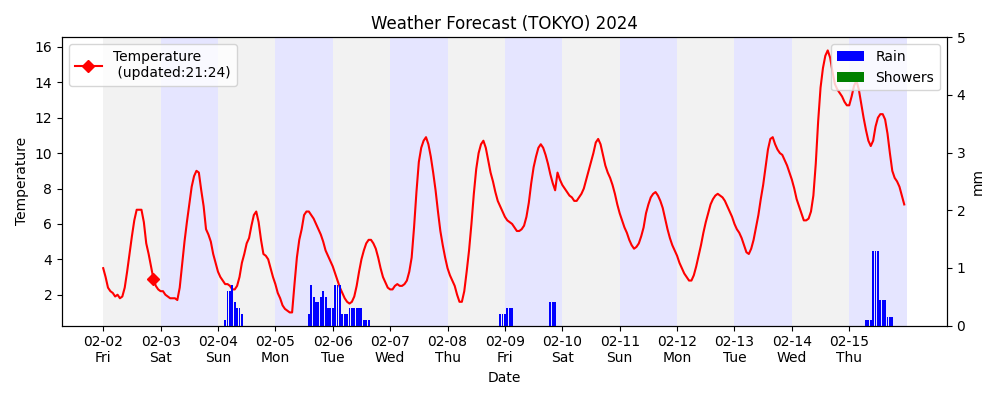 Weather Forecast (TOKYO) 2024
Temperature
(updated:21:24)
Rain
Showers
Temperature
16
14
12
10
8
6
4
2
5
4
3
2
1
0
mm
02-02 02-03 02-04 02-05 02-06 02-07 02-08 02-09 02-10 02-11 02-12 02-13 02-14 02-15
Fri Sat Sun Mon Tue Wed Thu Fri Sat Sun Mon Tue Wed Thu
Date